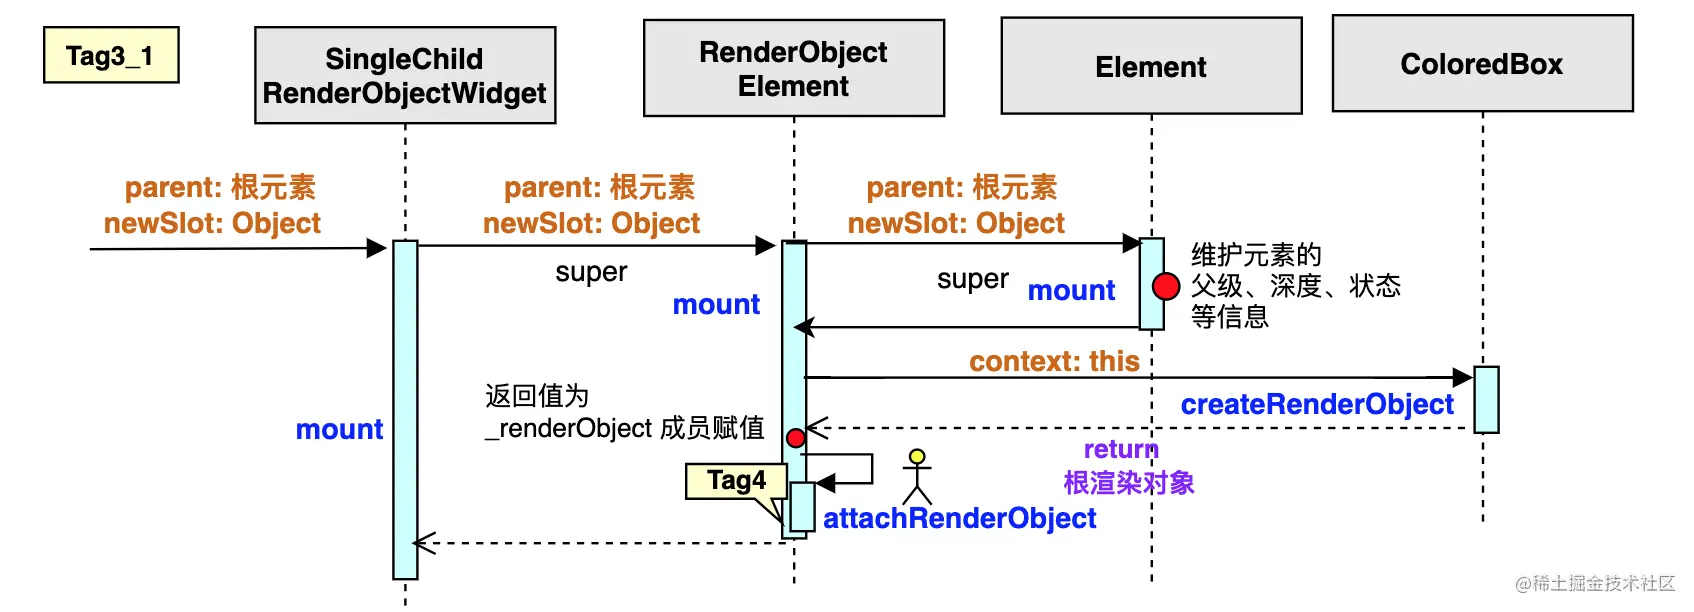 Tag3_1
SingleChild
RenderObjectWidget
RenderObject
Element
Element
ColoredBox
parent: 根元素
newSlot: Object
parent: 根元素
newSlot: Object
parent: 根元素
newSlot: Object
super
mount
super
mount
维护元素的
父级、深度、状态
等信息
context: this
createRenderObject
返回值为
_renderObject 成员赋值
mount
return
根渲染对象
Tag4
attachRenderObject
@稀土掘金技术社区